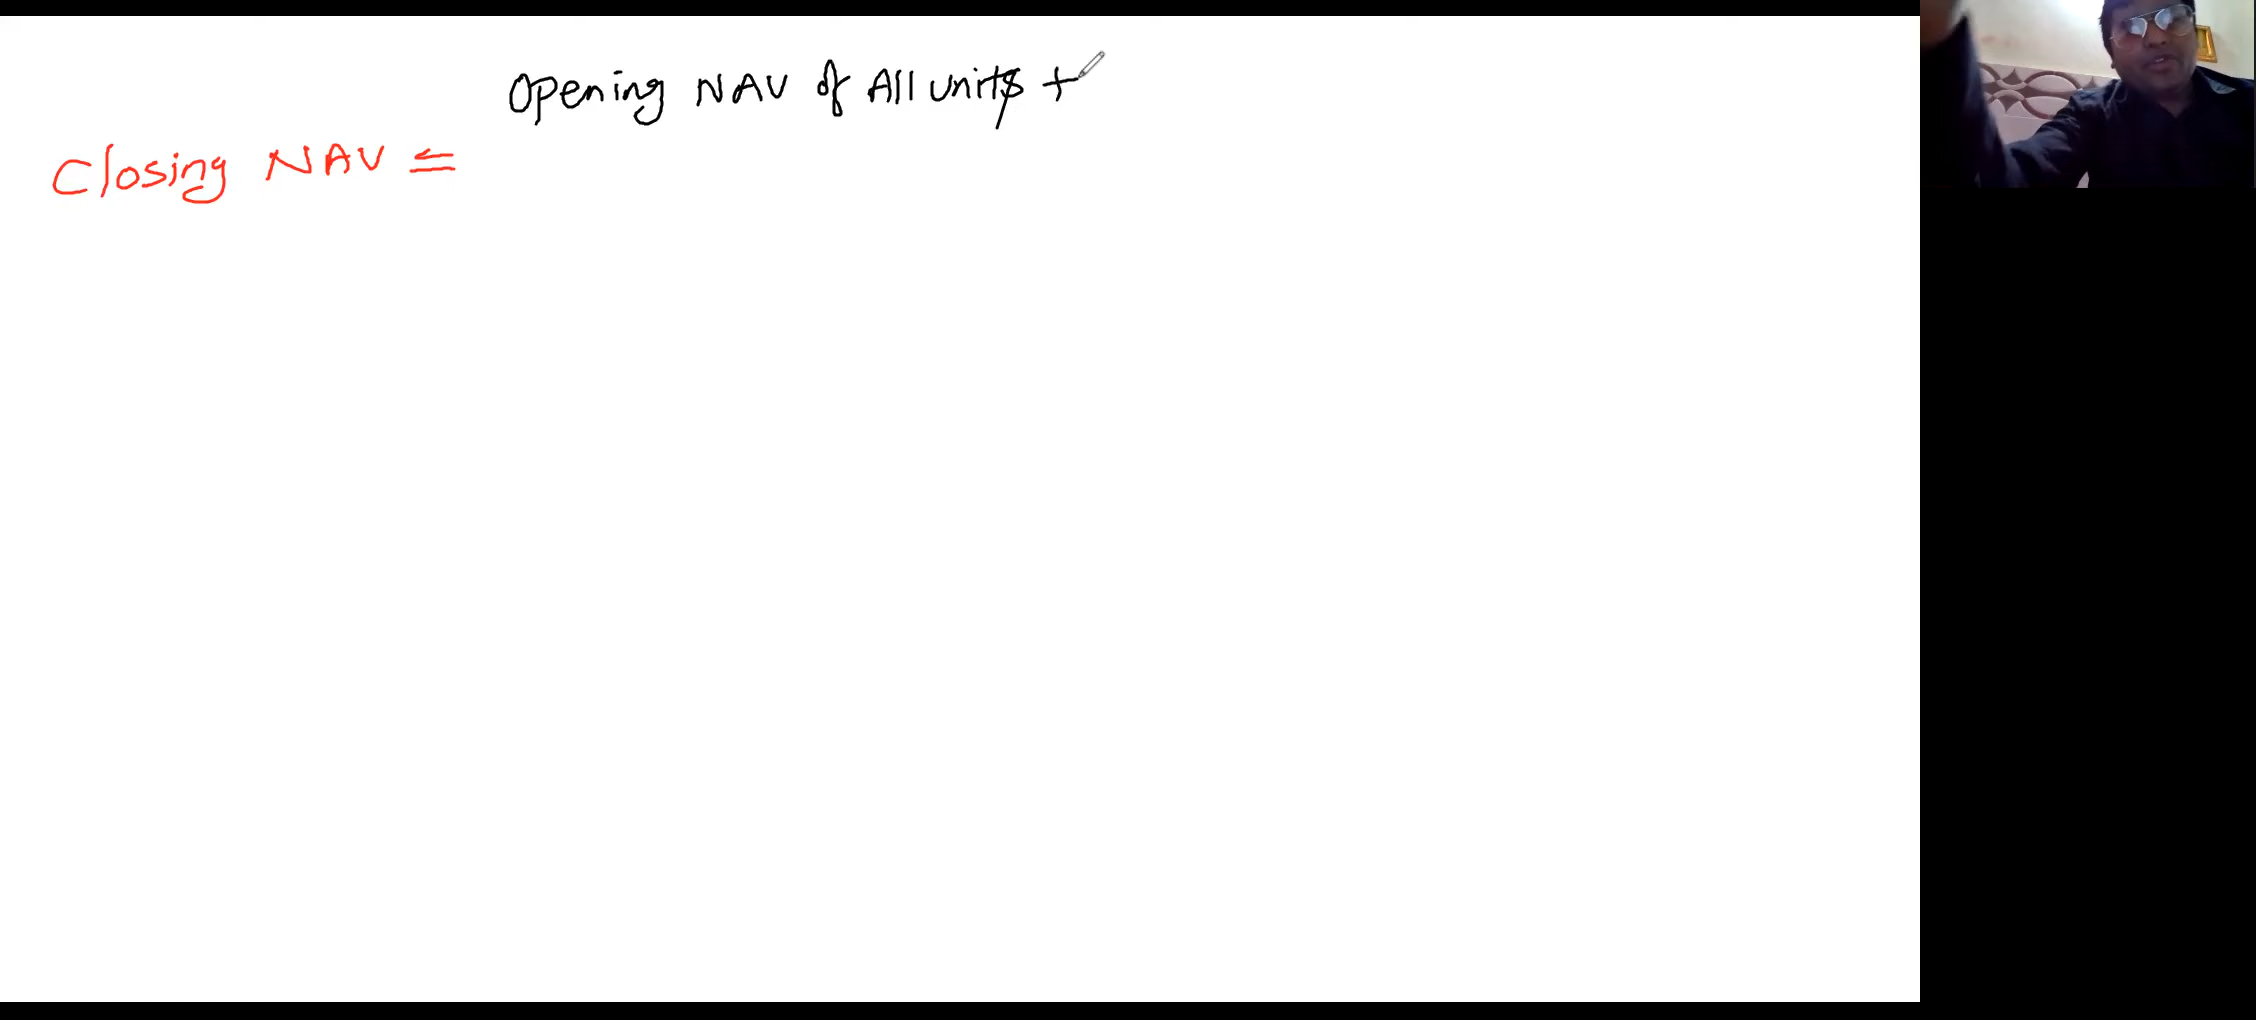 Opening NAV of All units +
Closing NAV =